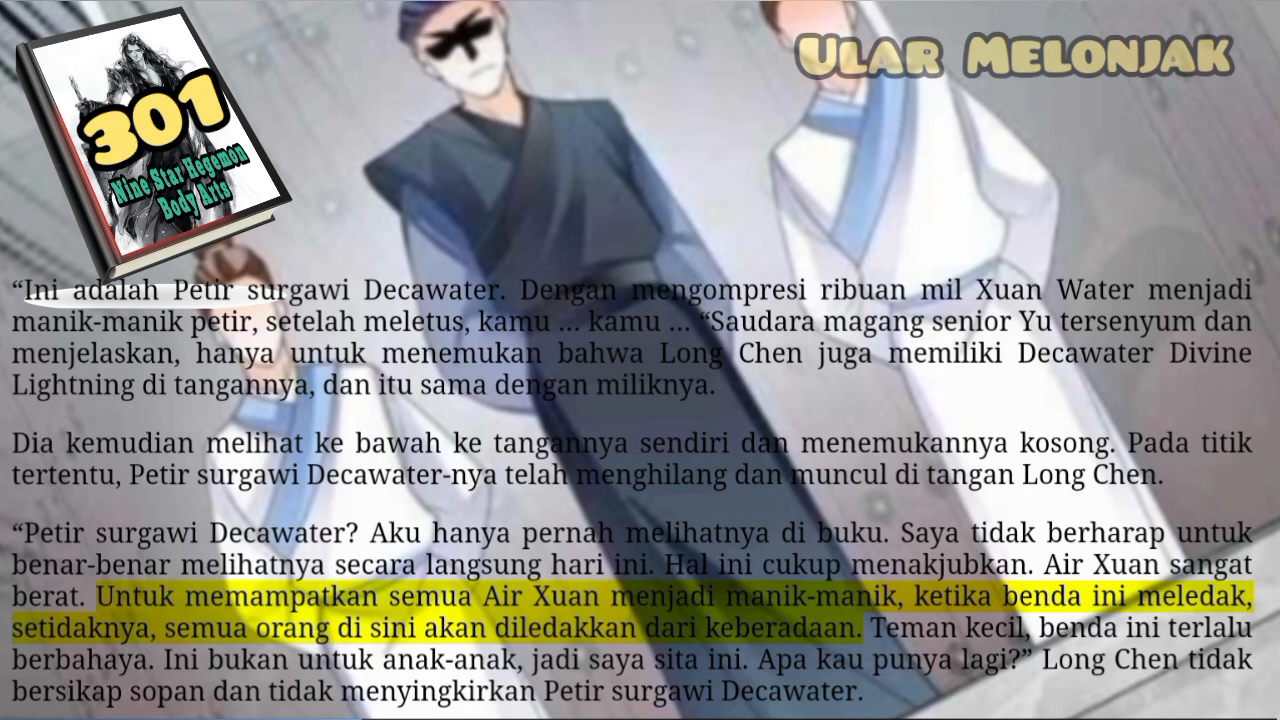 301
Nine Star Hegemon
Body Arts
Ular Melonjak
“Ini adalah Petir surgawi Decawater. Dengan mengompresi ribuan mil Xuan Water menjadi
manik-manik petir, setelah meletus, kamu ... kamu ... “Saudara magang senior Yu tersenyum dan
menjelaskan, hanya untuk menemukan bahwa Long Chen juga memiliki Decawater Divine
Lightning di tangannya, dan itu sama dengan miliknya.
Dia kemudian melihat ke bawah ke tangannya sendiri dan menemukannya kosong. Pada titik
tertentu, Petir surgawi Decawater-nya telah menghilang dan muncul di tangan Long Chen.
“Petir surgawi Decawater? Aku hanya pernah melihatnya di buku. Saya tidak berharap untuk
benar-benar melihatnya secara langsung hari ini. Hal ini cukup menakjubkan. Air Xuan sangat
berat. Untuk memampatkan semua Air Xuan menjadi manik-manik, ketika benda ini meledak,
setidaknya, semua orang di sini akan diledakkan dari keberadaan. Teman kecil, benda ini terlalu
berbahaya. Ini bukan untuk anak-anak, jadi saya sita ini. Apa kau punya lagi?” Long Chen tidak
bersikap sopan dan tidak menyingkirkan Petir surgawi Decawater.